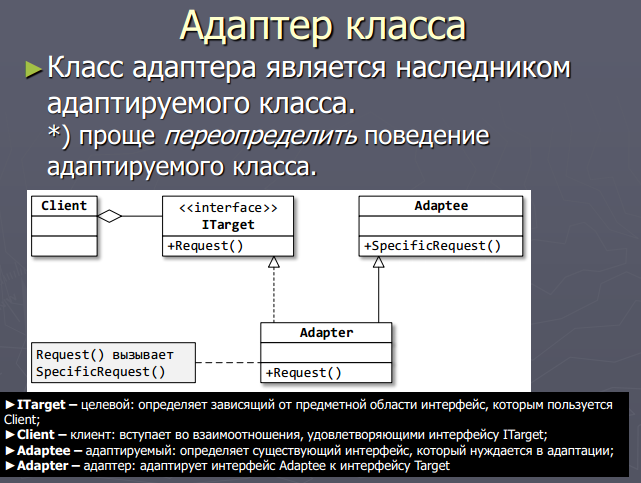 Адаптер класса
►Класс адаптера является наследником
адаптируемого класса.
*) проще переопределить поведение
адаптируемого класса.
Client
<<interface>>
ITarget
+Request()
Adaptee
+SpecificRequest()
Adapter
+Request()
Request() вызывает
SpecificRequest()
►ITarget – целевой: определяет зависящий от предметной области интерфейс, которым пользуется
Client;
►Client – клиент: вступает во взаимоотношения, удовлетворяющими интерфейсу ITarget;
►Adaptee – адаптируемый: определяет существующий интерфейс, который нуждается в адаптации;
►Adapter – адаптер: адаптирует интерфейс Adaptee к интерфейсу Target